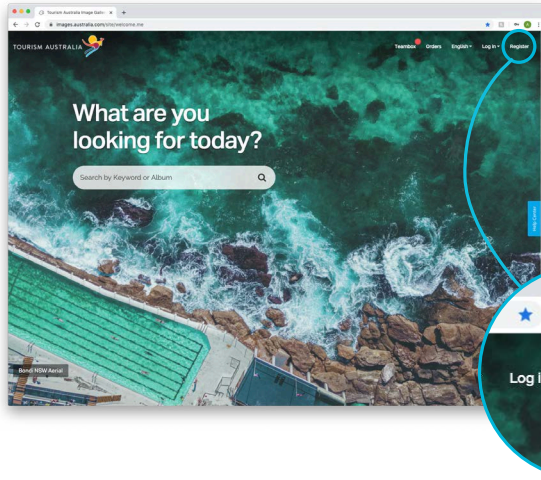 Tourism Australia Image Galle
images.australia.com/site/welcome.me
TOURISM AUSTRALIA
Teambox Orders English Log in Register
What are you
looking for today?
Search by Keyword or Album
Help Center
Bondi NSW Aerial
Log i